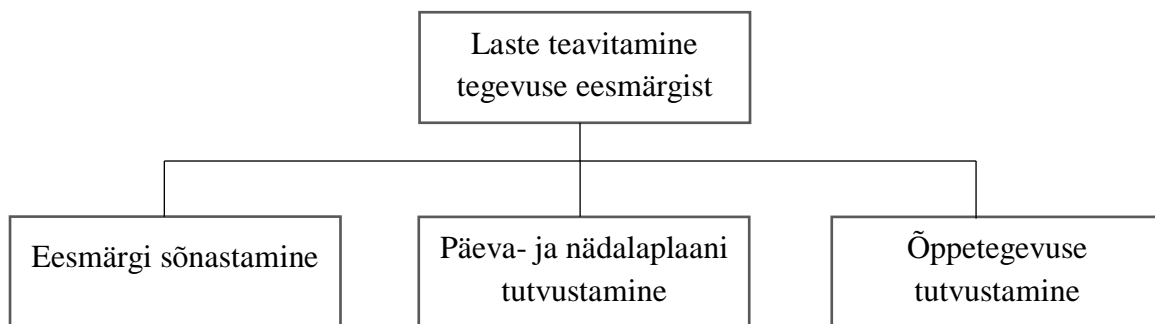 Laste teavitamine
tegevuse eesmärgist
Eesmärgi sõnastamine
Päeva- ja nädalaplaani
tutvustamine
Õppetegevuse
tutvustamine